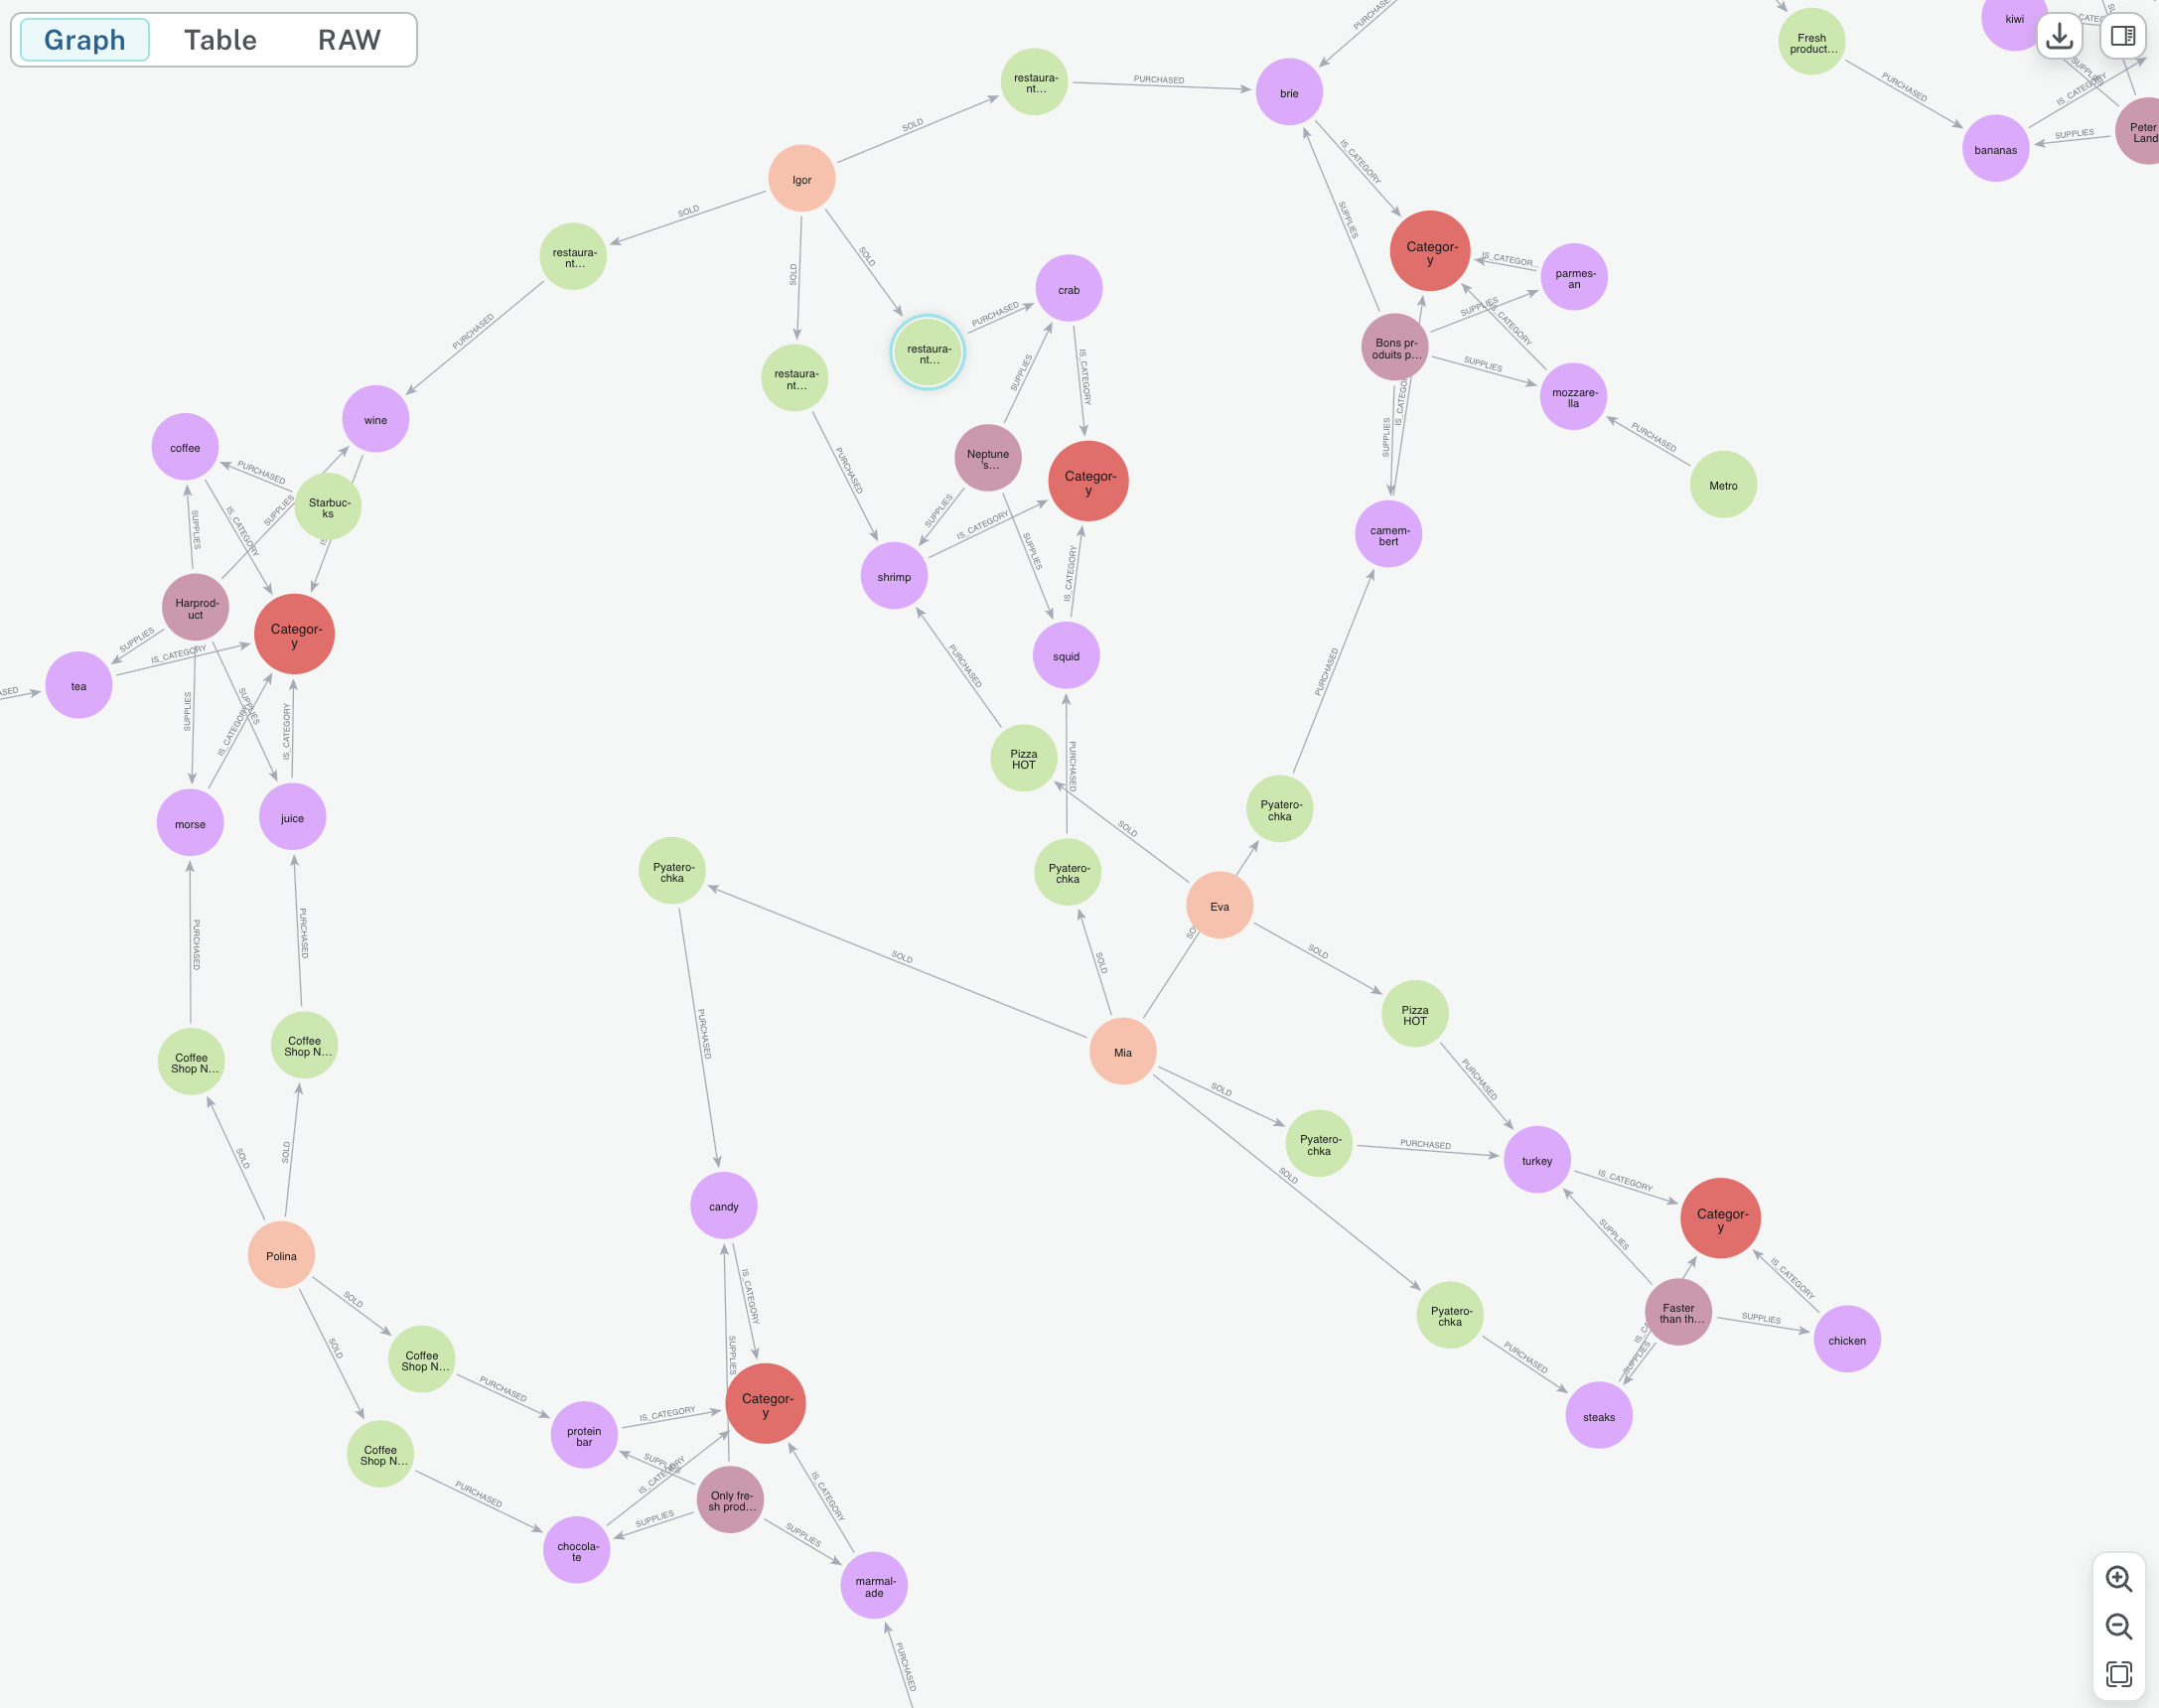 Graph Table RAW
PURCHASED
kiwi
Fresh
product...
SUPPLIES
IS_CATEGORY
PURCHASED
bananas
SUPPLIES
Peter
Land
restaura-
nt...
PURCHASED
brie
SOLD
Igor
IS_CATEGORY
SOLD
SUPPLIES
restaura-
nt...
SOLD
SOLD
Categor-
y
IS_CATEGOR...
parmes-
an
crab
PURCHASED
SUPPLIES
IS_CATEGORY
PURCHASED
restaura-
nt...
restaura-
nt...
Bons pr-
oduits p...
SUPPLIES
mozzare-
lla
SUPPLIES
IS_CATEGORY
wine
IS_CATEGORY
SUPPLIES
PURCHASED
coffee
PURCHASED
PURCHASED
Neptune
's...
Categor-
y
Metro
Starbuc-
ks
SUPPLIES
SUPPLIES
SUPPLIES
IS_CATEGORY
IS_CATEGORY
SUPPLIES
camem-
bert
shrimp
IS_CATEGORY
Harprod-
uct
Categor-
y
SUPPLIES
IS_CATEGORY
tea
squid
PURCHASED
PURCHASED
SUPPLIES
SUPPLIES
IS_CATEGORY
IS_CATEGORY
Pizza
HOT
PURCHASED
morse
juice
Pyatero-
chka
SOLD
Pyatero-
chka
Pyatero-
chka
Eva
PURCHASED
PURCHASED
SOLD
SOLD
SOLD
Pizza
HOT
PURCHASED
Coffee
Shop N...
Coffee
Shop N...
Mia
SOLD
PURCHASED
SOLD
SOLD
Pyatero-
chka
PURCHASED
turkey
SOLD
IS_CATEGORY
candy
Categor-
y
Polina
SUPPLIES
IS_CATEGORY
IS_CATEGORY
SOLD
SOLD
SUPPLIES
Pyatero-
chka
Faster
than th...
SUPPLIES
chicken
SUPPLIES
PURCHASED
Coffee
Shop N...
PURCHASED
IS_CATEGORY
Categor-
y
steaks
protein
bar
Coffee
Shop N...
SUPPLIES
IS_CATEGORY
IS_CATEGORY
PURCHASED
Only fre-
sh prod...
SUPPLIES
SUPPLIES
chocola-
te
marmal-
ade
PURCHASED